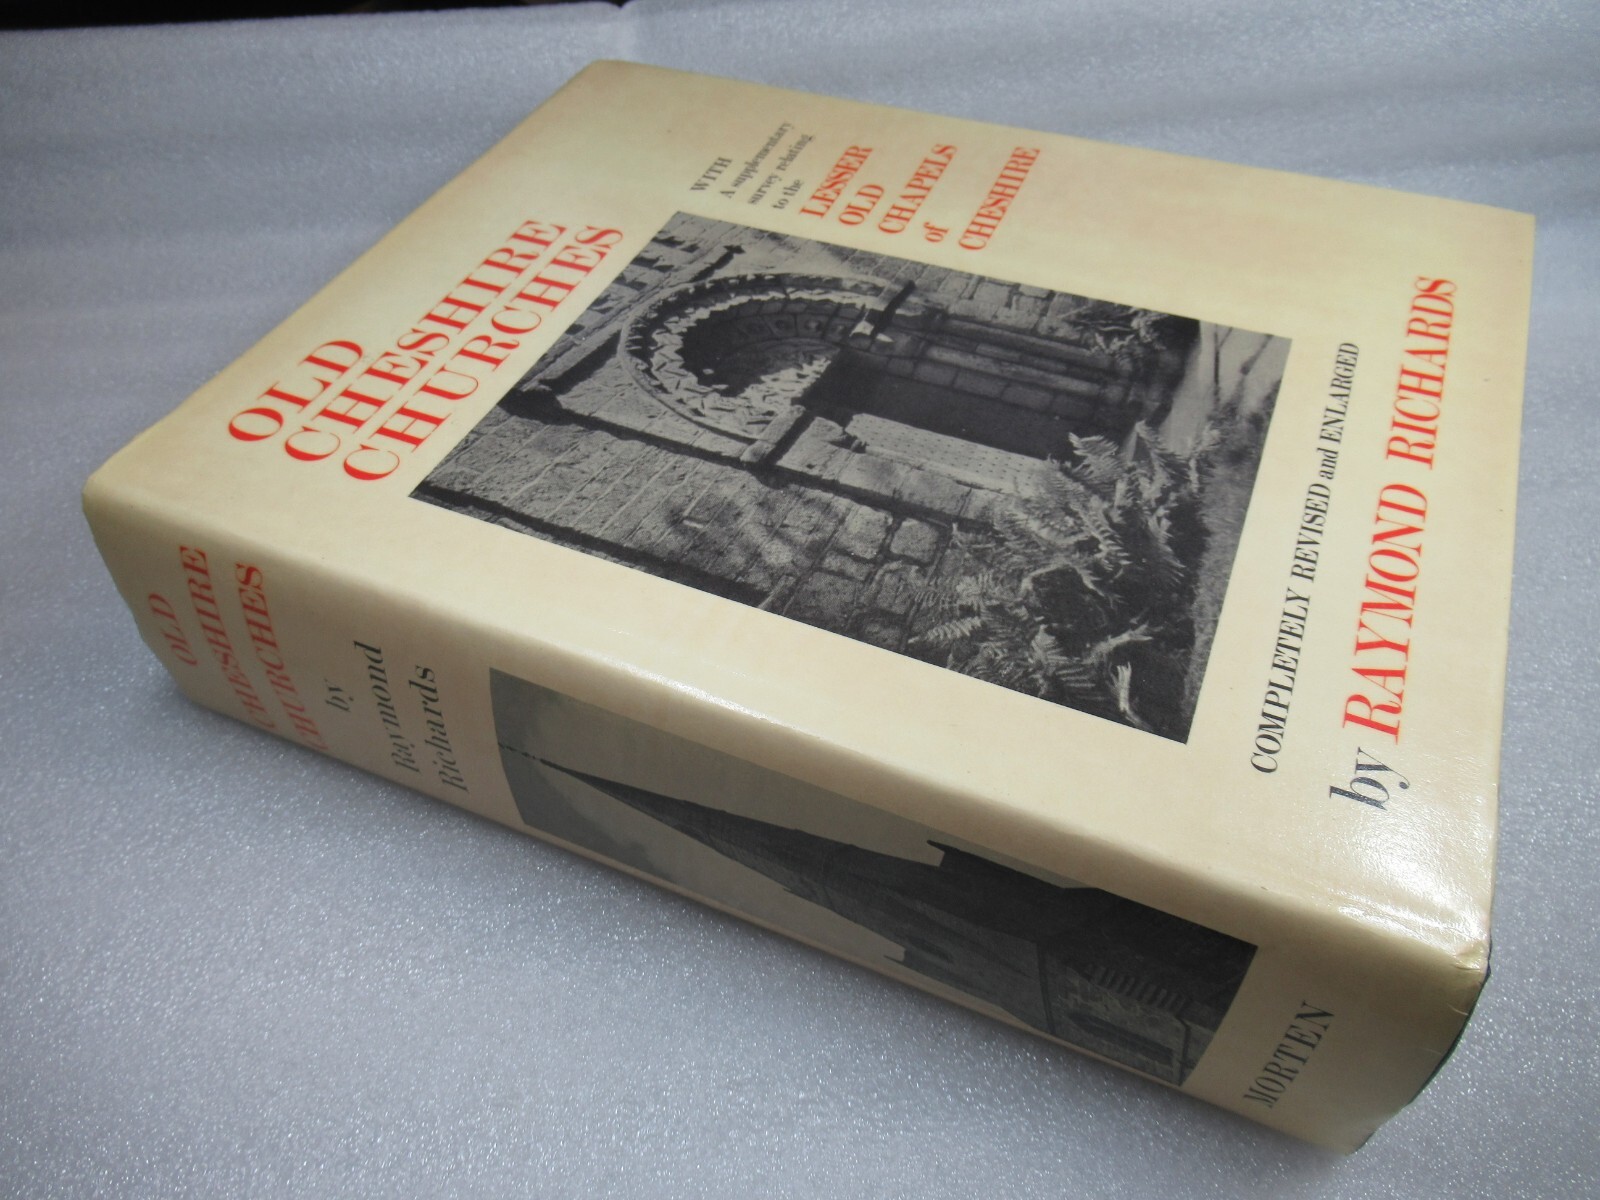 OLD
CHESHIRE
CHURCHES
WITH
A supplementary
survey relating
to the
LESSER
OLD
CHAPELS
of
CHESHIRE
COMPLETELY REVISED and ENLARGED
by RAYMOND RICHARDS
OLD
CHESHIRE
CHURCHES
by
Raymond
Richards
MORTEN